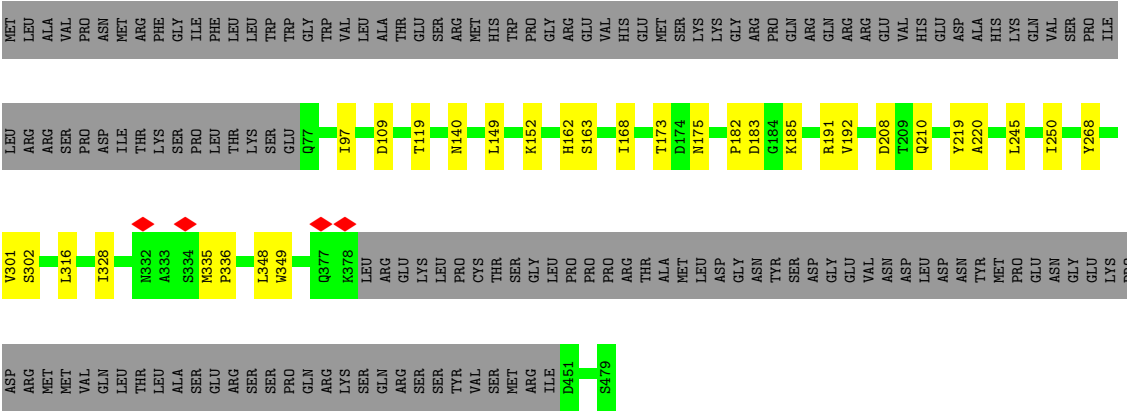 MET LEU ALA VAL PRO ASN MET ARG PHE GLY ILE PHE LEU LEU TRP TRP GLY TRP VAL LEU ALA THR GLU SER ARG MET HIS TRP PRO GLY ARG GLU VAL HIS GLU MET SER LYS LYS GLY ARG PRO GLN ARG GLN ARG ARG GLU VAL HIS GLU ASP ALA HIS LYS GLN VAL SER PRO ILE
LEU ARG ARG SER PRO ASP ILE THR LYS SER PRO LEU THR LYS SER GLU Q77 I97 D109 T119 N140 L149 K152 H162 S163 I168 T173 D174 N175 P182 D183 G184 K185 R191 V192 D208 T209 Q210 Y219 A220 L245 I250 Y268
V301 S302 L316 I328 N332 A333 S334 M335 P336 L348 W349 Q377 K378 LEU ARG GLU LYS LEU PRO CYS THR SER GLY LEU PRO PRO PRO ARG THR ALA MET LEU ASP GLY ASN TYR SER ASP GLY GLU VAL ASN ASP LEU ASP ASN TYR MET PRO GLU ASN GLY GLU LYS PRO
ASP ARG MET MET VAL GLN LEU THR LEU ALA SER GLU ARG SER SER PRO GLN ARG LYS SER GLN ARG SER SER TYR VAL SER MET ARG ILE D451 S479